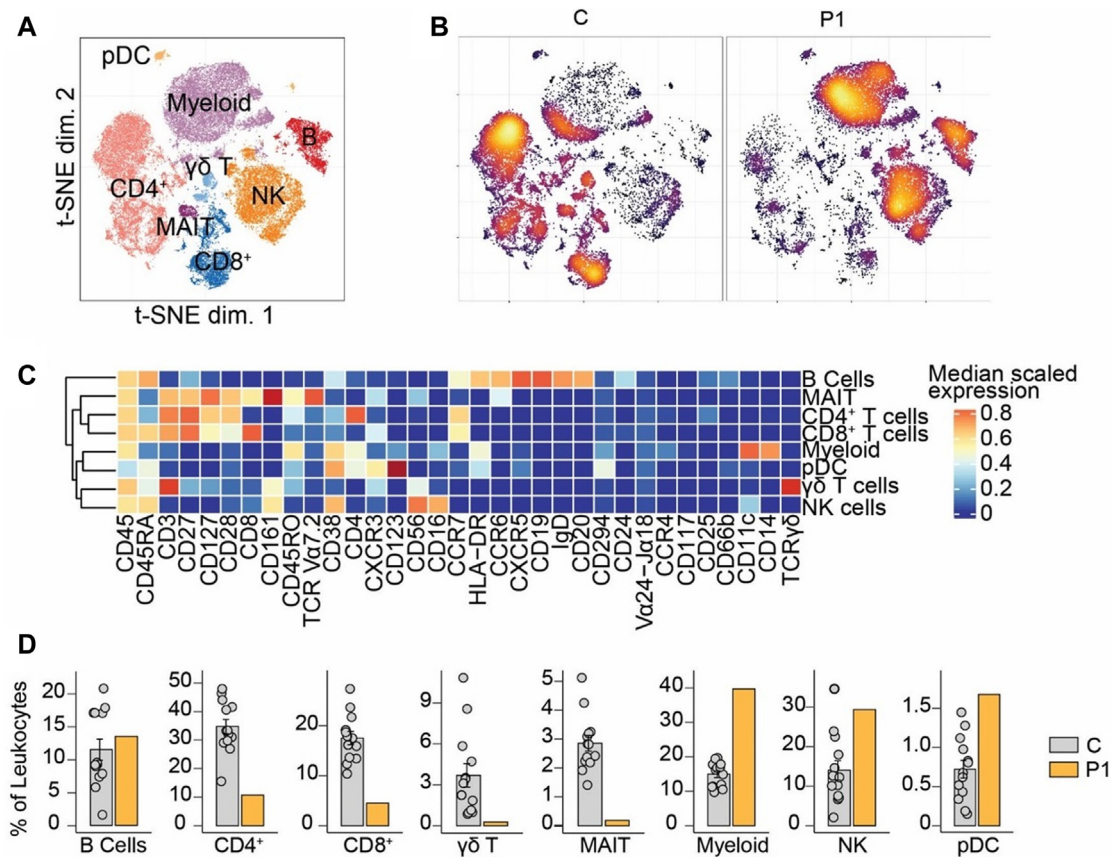 A
pDC
Myeloid
B
γδ T
CD4⁺
NK
MAIT
CD8⁺
t-SNE dim. 2
t-SNE dim. 1
B
C
P1
C
B Cells
MAIT
CD4⁺ T cells
CD8⁺ T cells
Myeloid
pDC
γδ T cells
NK cells
CD45
CD45RA
CD3
CD27
CD127
CD28
CD8
CD161
CD45RO
TCR Vα7.2
CD38
CD4
CXCR3
CD123
CD56
CD16
CCR7
HLA−DR
CCR6
CXCR5
CD19
IgD
CD20
CD294
CD24
Vα24−Jα18
CD117
CD25
CD66b
CD11c
CD14
TCRγδ
Median scaled
expression
0.8
0.6
0.4
0.2
0
D
% of Leukocytes
20
15
10
5
0
B Cells
50
40
30
20
10
0
CD4⁺
20
10
0
CD8⁺
9
6
3
0
γδ T
5
4
3
2
1
0
MAIT
40
30
20
10
0
Myeloid
30
20
10
0
NK
1.5
1.0
0.5
0.0
pDC
C
P1